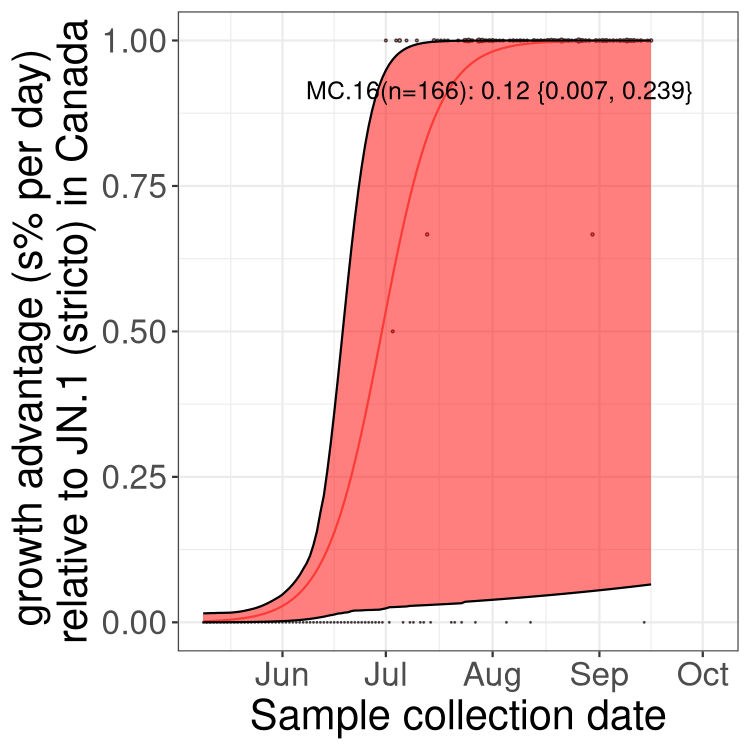 growth advantage (s% per day)
relative to JN.1 (stricto) in Canada
1.00
0.75
0.50
0.25
0.00
MC.16(n=166): 0.12 {0.007, 0.239}
Jun Jul Aug Sep Oct
Sample collection date